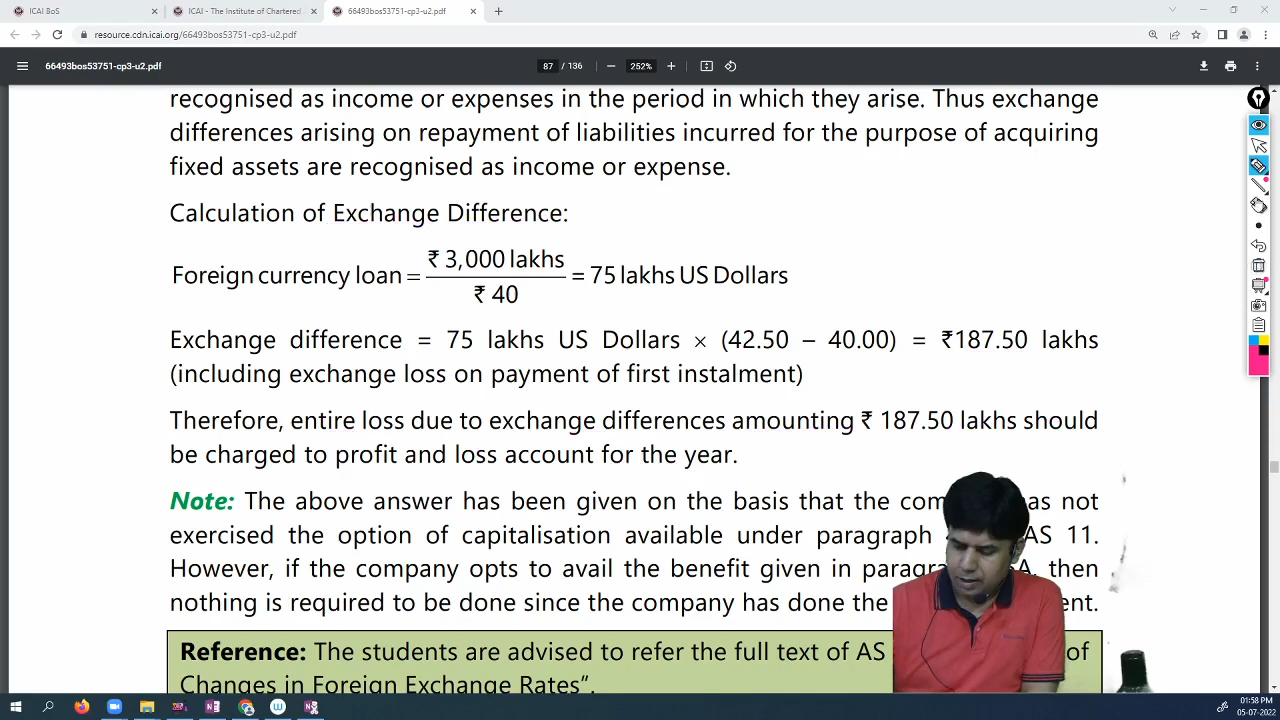 ICAI BoS
ICAI - The Institute of Chartered
66493bos53751-cp3-u2.pdf
resource.cdn.icai.org/66493bos53751-cp3-u2.pdf
66493bos53751-cp3-u2.pdf
87 / 136
252%
recognised as income or expenses in the period in which they arise. Thus exchange
differences arising on repayment of liabilities incurred for the purpose of acquiring
fixed assets are recognised as income or expense.
Calculation of Exchange Difference:
Foreign currency loan = ₹ 3,000 lakhs / ₹ 40 = 75 lakhs US Dollars
Exchange difference = 75 lakhs US Dollars × (42.50 – 40.00) = ₹187.50 lakhs
(including exchange loss on payment of first instalment)
Therefore, entire loss due to exchange differences amounting ₹ 187.50 lakhs should
be charged to profit and loss account for the year.
Note: The above answer has been given on the basis that the has not
exercised the option of capitalisation available under paragraph AS 11.
However, if the company opts to avail the benefit given in then
nothing is required to be done since the company has done the
Reference: The students are advised to refer the full text of AS of
Changes in Foreign Exchange Rates”.
01:58 PM
05-07-2022